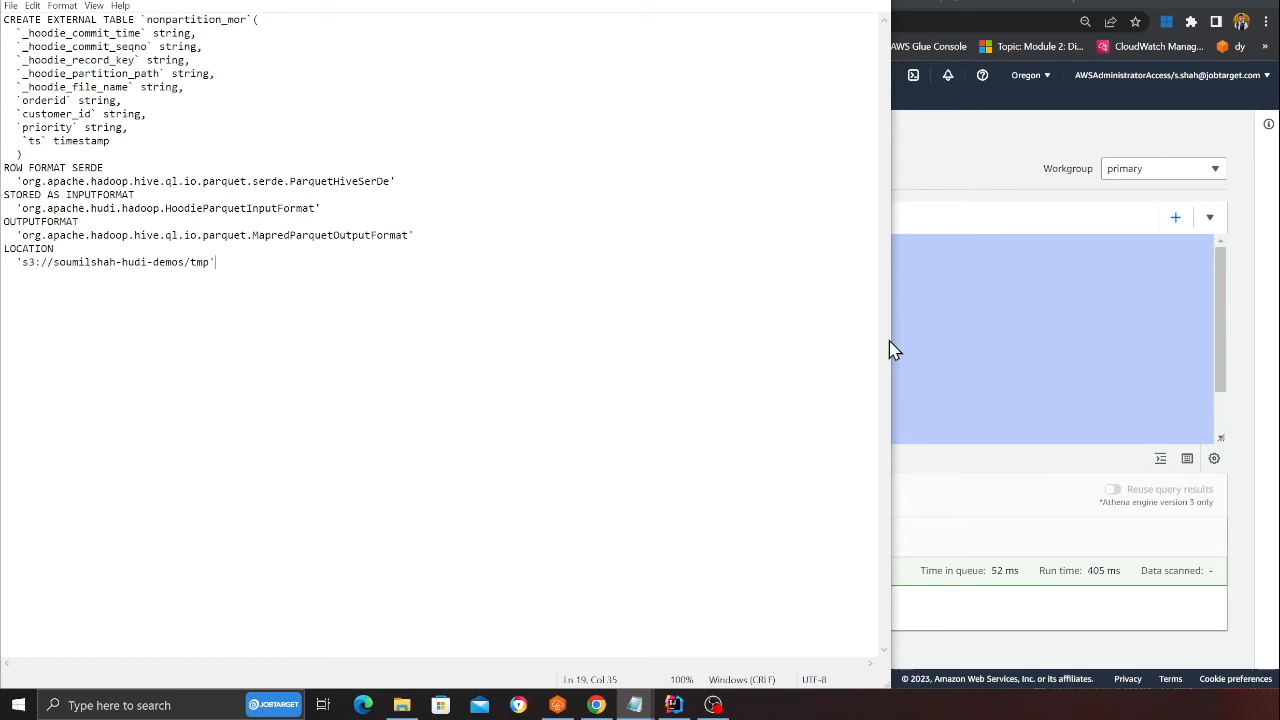 File Edit Format View Help
CREATE EXTERNAL TABLE `nonpartition_mor`(
`_hoodie_commit_time` string,
`_hoodie_commit_seqno` string,
`_hoodie_record_key` string,
`_hoodie_partition_path` string,
`_hoodie_file_name` string,
`orderid` string,
`customer_id` string,
`priority` string,
`ts` timestamp
)
ROW FORMAT SERDE
'org.apache.hadoop.hive.ql.io.parquet.serde.ParquetHiveSerDe'
STORED AS INPUTFORMAT
'org.apache.hudi.hadoop.HoodieParquetInputFormat'
OUTPUTFORMAT
'org.apache.hadoop.hive.ql.io.parquet.MapredParquetOutputFormat'
LOCATION
's3://soumilshah-hudi-demos/tmp'
Ln 19, Col 35 100% Windows (CRLF) UTF-8
AWS Glue Console Topic: Module 2: Di... CloudWatch Manag... dy »
Oregon AWSAdministratorAccess/s.shah@jobtarget.com
Workgroup primary
Reuse query results
*Athena engine version 3 only
Time in queue: 52 ms Run time: 405 ms Data scanned: -
© 2023, Amazon Web Services, Inc. or its affiliates. Privacy Terms Cookie preferences
Type here to search JOBTARGET